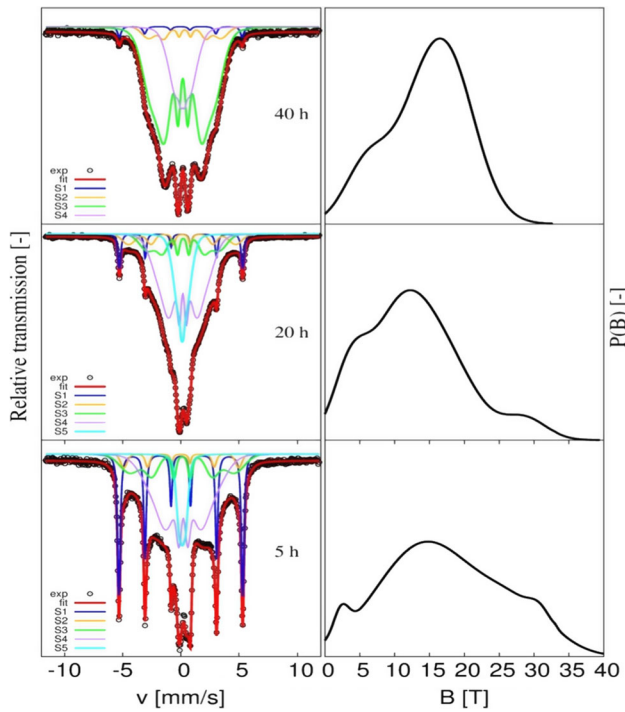 40 h
exp
fit
S1
S2
S3
S4
20 h
exp
fit
S1
S2
S3
S4
S5
5 h
exp
fit
S1
S2
S3
S4
S5
Relative transmission [-]
P(B) [-]
-10 -5 0 5 10
0 5 10 15 20 25 30 35 40
v [mm/s]
B [T]